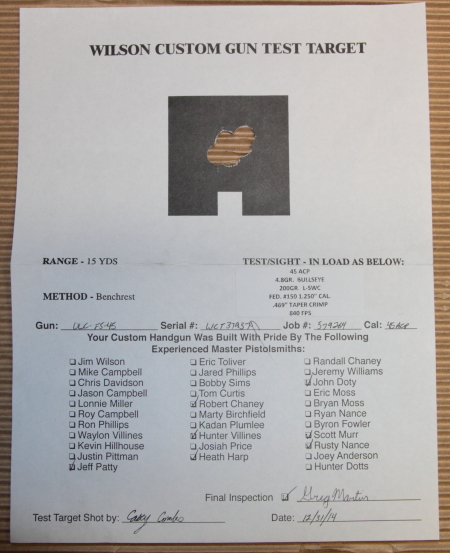 WILSON CUSTOM GUN TEST TARGET
RANGE - 15 YDS
TEST/SIGHT - IN LOAD AS BELOW:
45 ACP
4.8GR. BULLSEYE
200GR L-SWC
FED. #150 1.250" CAL.
.469" TAPER CRIMP
840 FPS
METHOD - Benchrest
Gun: ULC-FS-45 Serial #: Job #: 579264 Cal: 45 ACP
Your Custom Handgun Was Built With Pride By The Following
Experienced Master Pistolsmiths:
Jim Wilson Eric Toliver Randall Chaney
Mike Campbell Jared Phillips Jeremy Williams
Chris Davidson Bobby Sims John Doty
Jason Campbell Tom Curtis Eric Moss
Lonnie Miller Robert Chaney Bryan Moss
Roy Campbell Marty Birchfield Ryan Nance
Ron Phillips Kadan Plumlee Byron Fowler
Waylon Villines Hunter Villines Scott Murr
Kevin Hillhouse Josiah Price Rusty Nance
Justin Pittman Heath Harp Joey Anderson
Jeff Patty Hunter Dotts
Final Inspection Greg Martin
Test Target Shot by: Casey Combs Date: 12/31/14